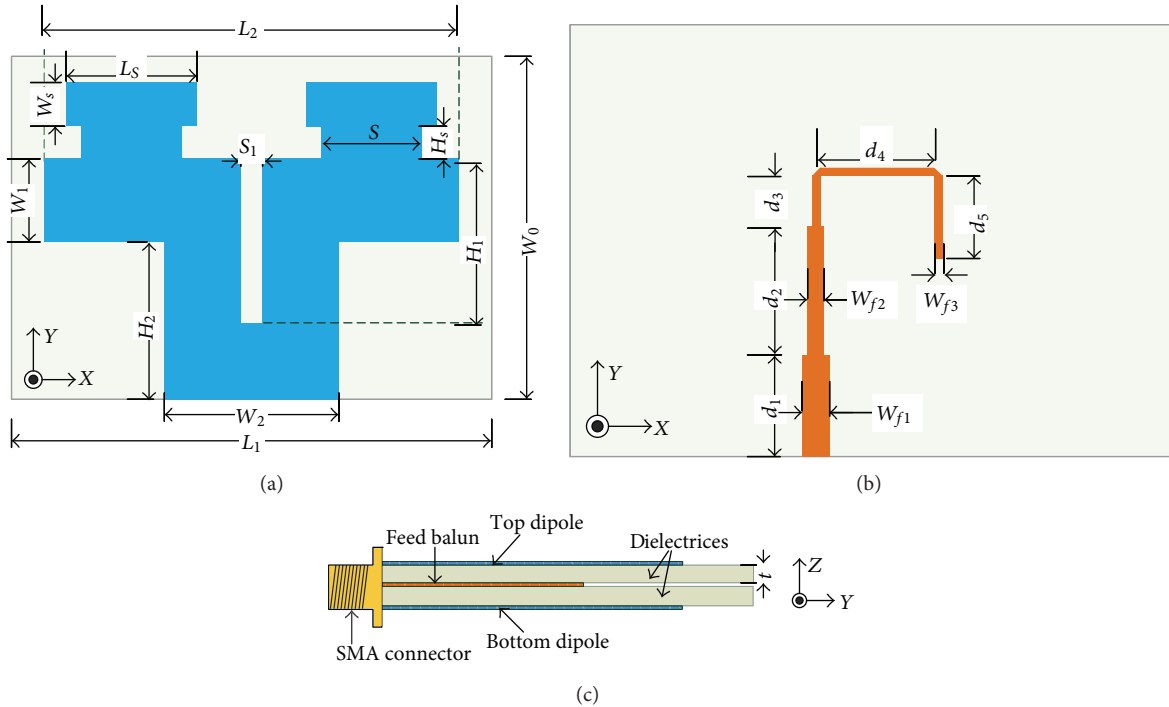 L2
LS
Ws
S1
S
Hs
W1
H1
W0
H2
Y
X
W2
L1
(a)
d4
d3
d5
d2
Wf2
Wf3
d1
Wf1
Y
X
(b)
Top dipole
Feed balun
Dielectrices
t
Z
Y
Bottom dipole
SMA connector
(c)